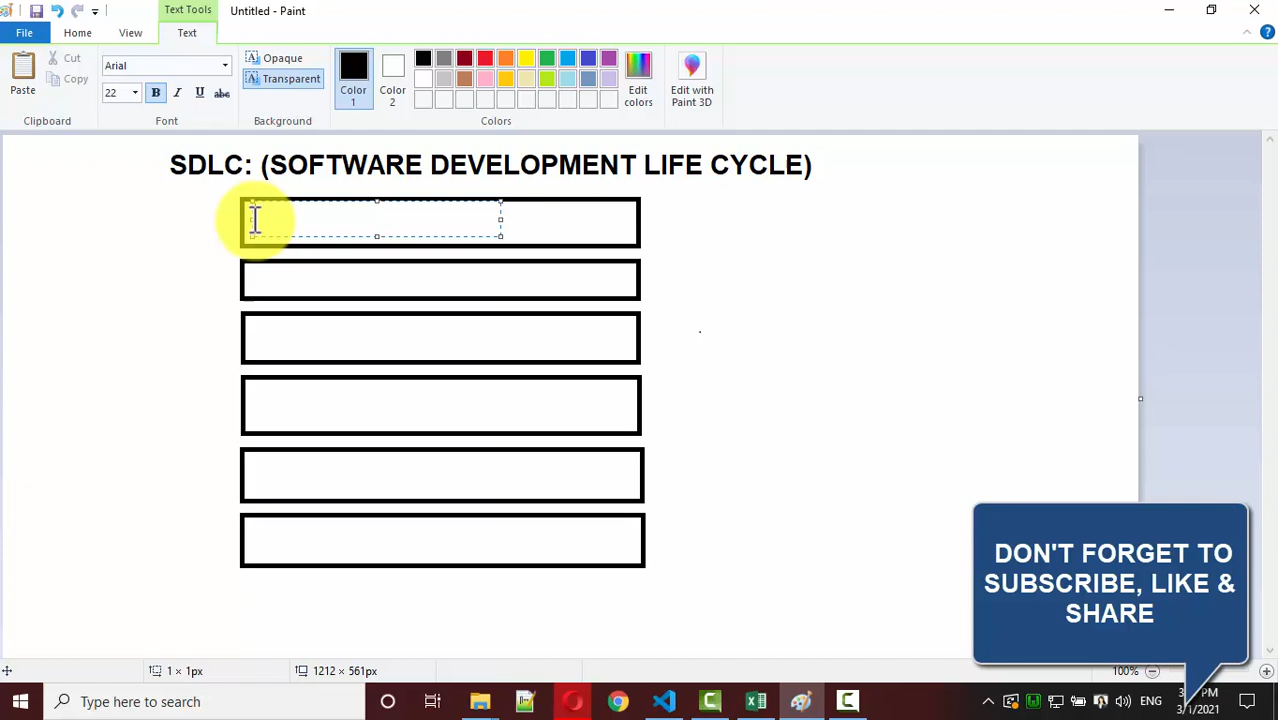 Text Tools
Untitled - Paint
File
Home
View
Text
Paste
Cut
Copy
Clipboard
Arial
22
B
I
U
abc
Font
Opaque
Transparent
Background
Color 1
Color 2
Edit colors
Colors
Edit with Paint 3D
SDLC: (SOFTWARE DEVELOPMENT LIFE CYCLE)
DON'T FORGET TO
SUBSCRIBE, LIKE &
SHARE
1 × 1px
1212 × 561px
100%
Type here to search
ENG
PM
3/1/2021